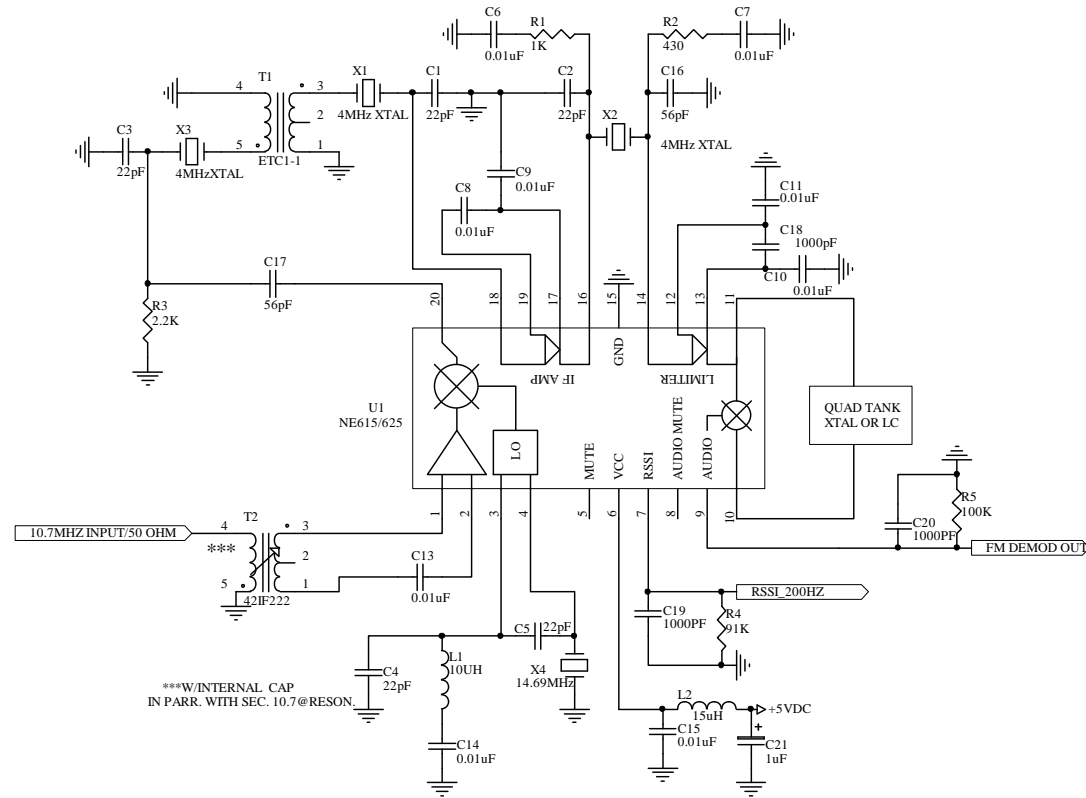 C6
0.01uF
R1
1K
R2
430
C7
0.01uF
T1
4
3
2
5
1
ETC1-1
X1
4MHz XTAL
C1
22pF
C2
22pF
C16
56pF
X2
4MHz XTAL
C3
22pF
X3
4MHzXTAL
C9
0.01uF
C8
0.01uF
C11
0.01uF
C18
1000pF
C10
0.01uF
C17
56pF
R3
2.2K
20
18
19
17
16
15
14
12
13
11
GND
IF AMP
LIMITER
U1
NE615/625
LO
MUTE
VCC
RSSI
AUDIO MUTE
AUDIO
QUAD TANK
XTAL OR LC
1
2
3
4
5
6
7
8
9
10
10.7MHZ INPUT/50 OHM
T2
4
3
***
2
5
1
42IF222
C13
0.01uF
C20
1000PF
R5
100K
FM DEMOD OUT
RSSI_200HZ
C19
1000PF
R4
91K
C5
22pF
X4
14.69MHz
C4
22pF
L1
10UH
C14
0.01uF
***W/INTERNAL CAP
IN PARR. WITH SEC. 10.7@RESON.
L2
15uH
+5VDC
C15
0.01uF
+
C21
1uF